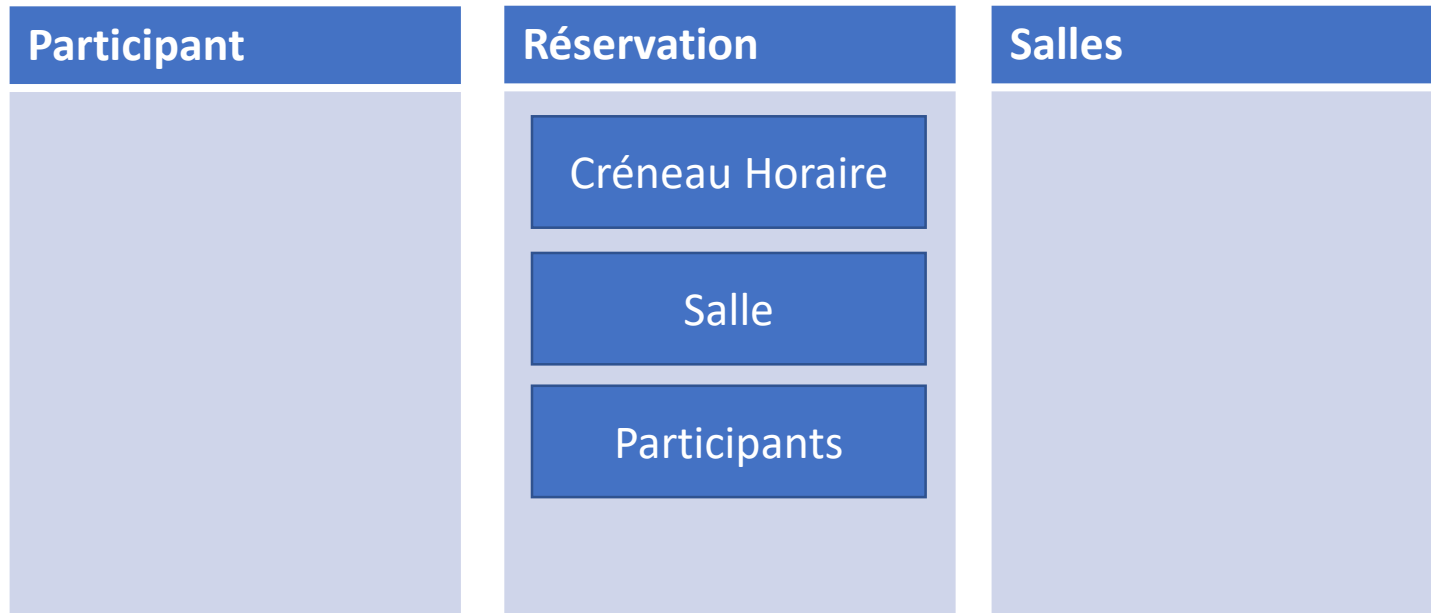 Participant
Réservation
Salles
Créneau Horaire
Salle
Participants